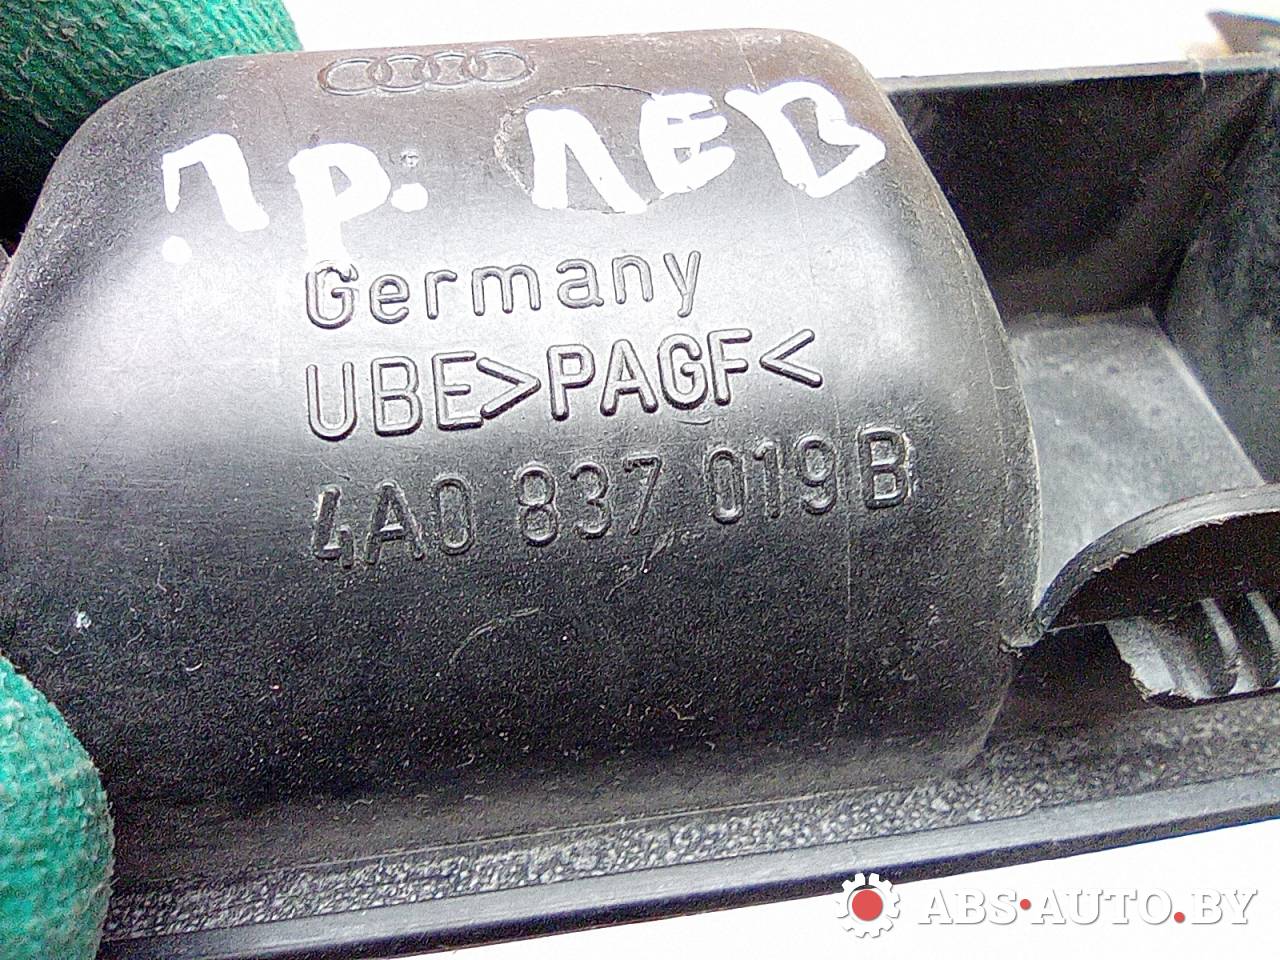 пр. ЛЕВ
Germany
UBE>PAGF<
4A0 837 019 B
ABS•AUTO.BY